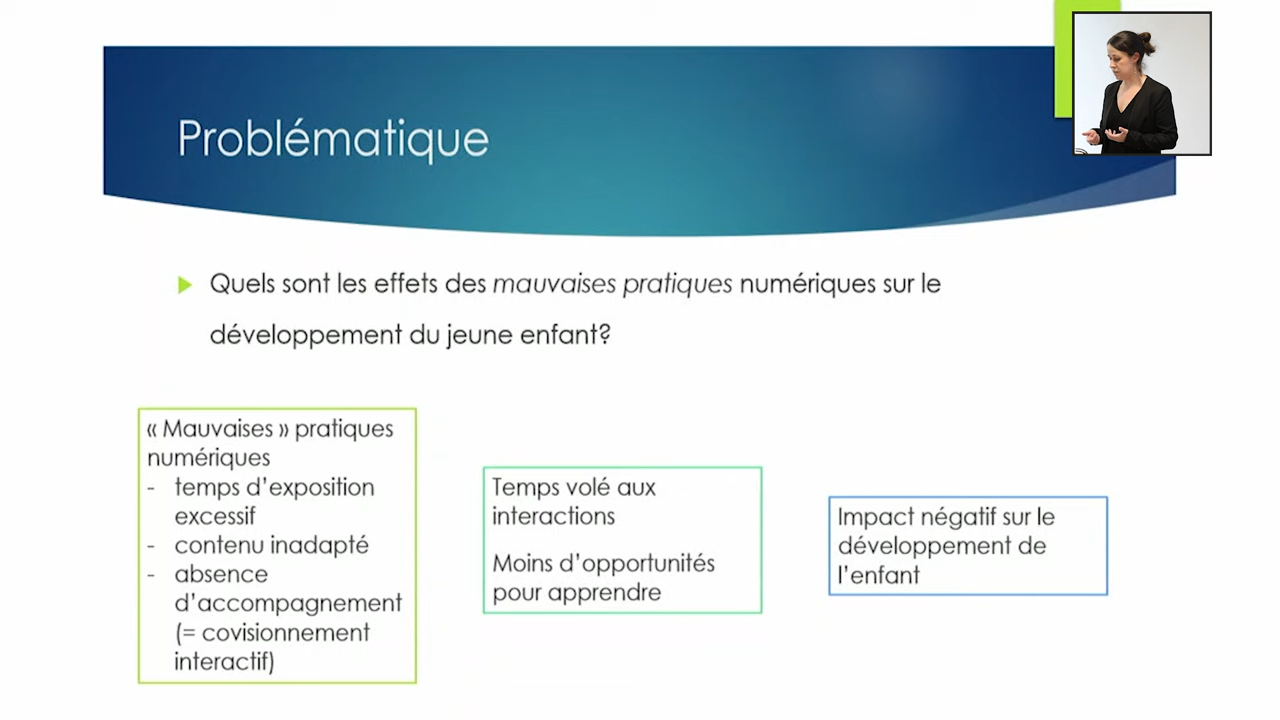 Problématique
Quels sont les effets des mauvaises pratiques numériques sur le
développement du jeune enfant?
« Mauvaises » pratiques
numériques
- temps d’exposition
excessif
- contenu inadapté
- absence
d’accompagnement
(= covisionnement
interactif)
Temps volé aux
interactions
Moins d’opportunités
pour apprendre
Impact négatif sur le
développement de
l’enfant